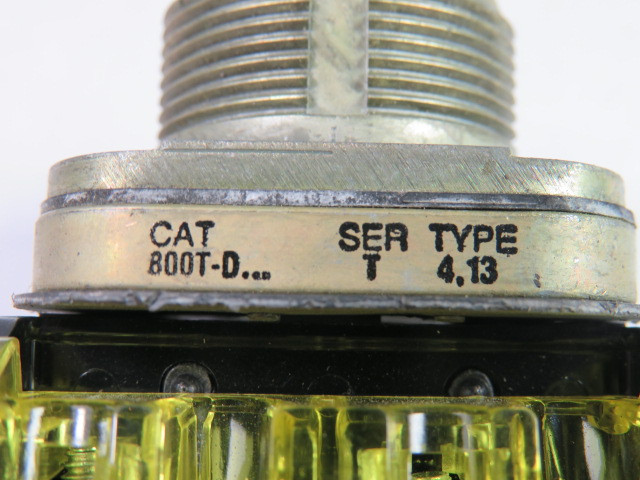 CAT SER TYPE
800T-D... T 4,13